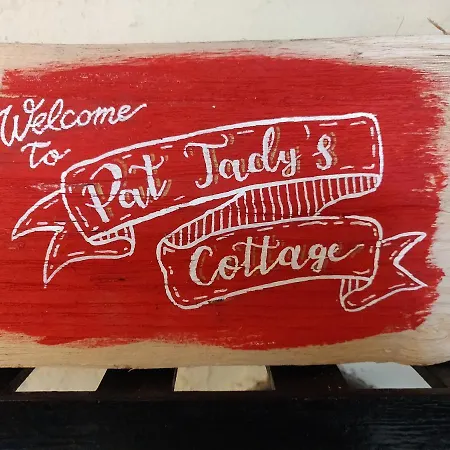 Welcome
To
Pat Tady's
Cottage